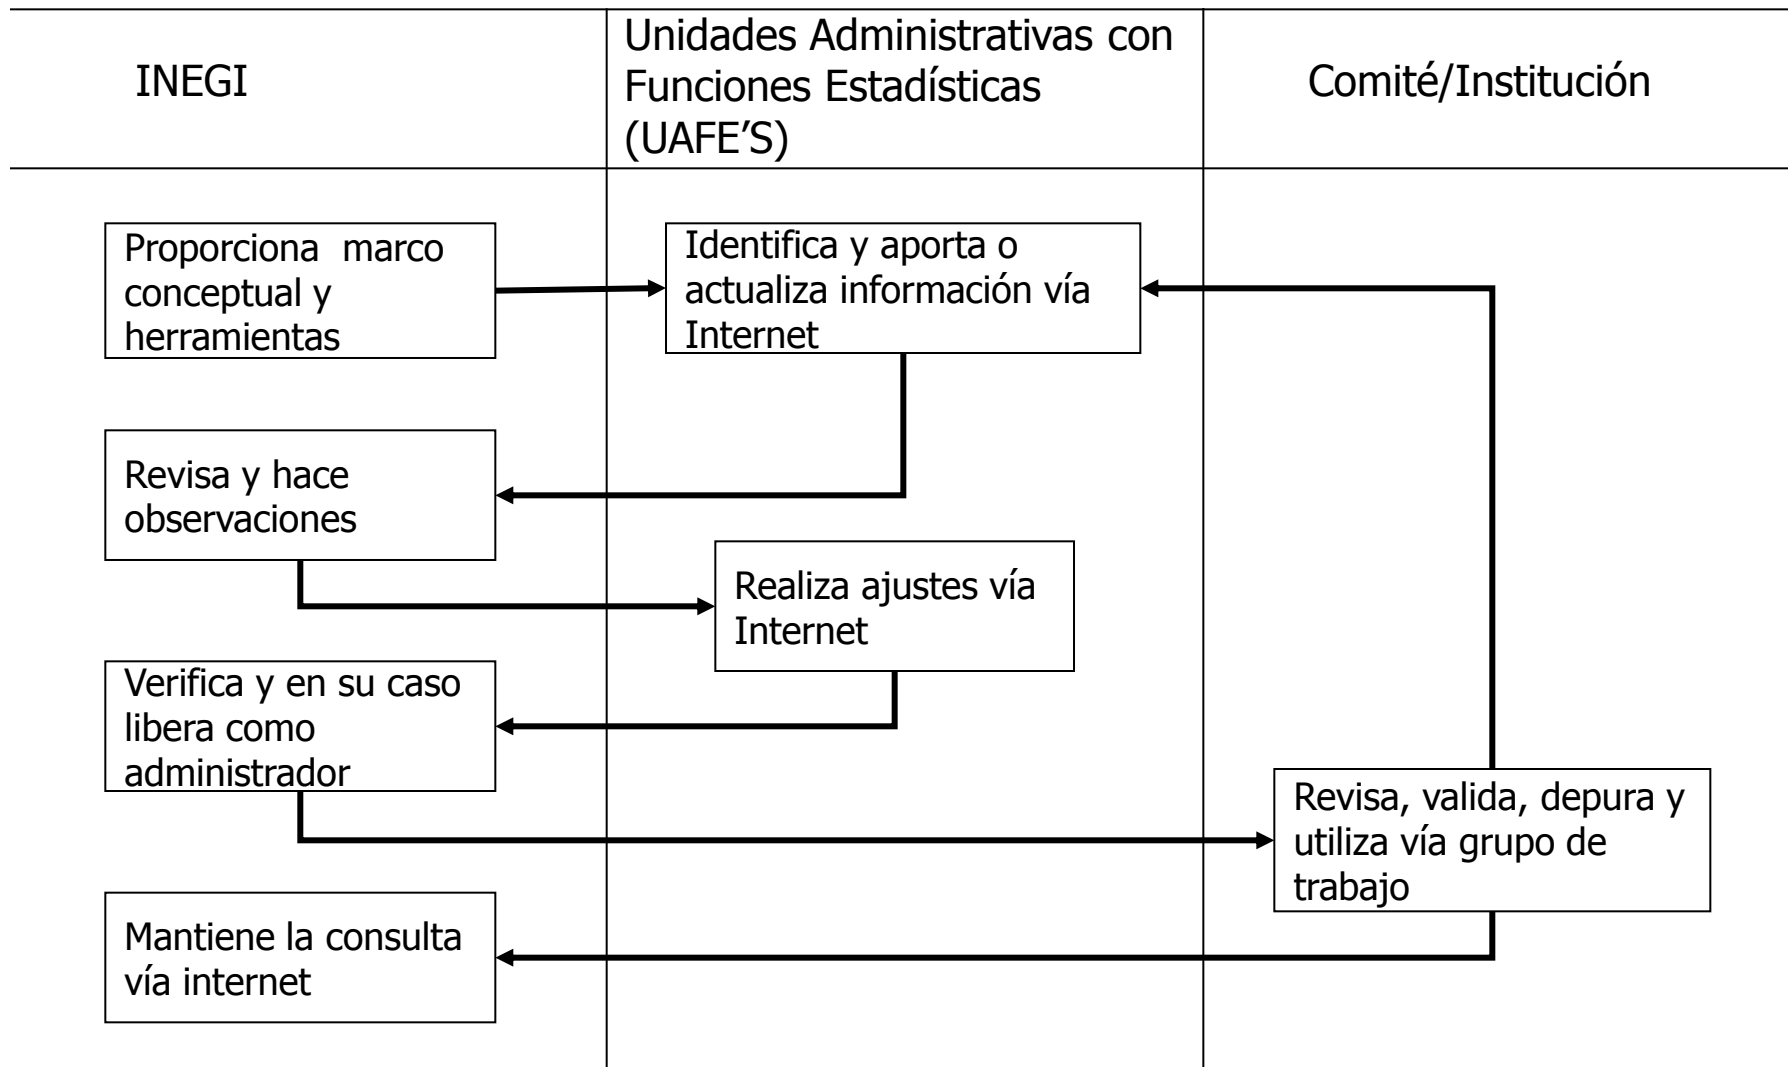 INEGI
Unidades Administrativas con
Funciones Estadísticas
(UAFE’S)
Comité/Institución
Proporciona  marco
conceptual y
herramientas
Identifica y aporta o
actualiza información vía
Internet
Revisa y hace
observaciones
Realiza ajustes vía
Internet
Verifica y en su caso
libera como
administrador
Revisa, valida, depura y
utiliza vía grupo de
trabajo
Mantiene la consulta
vía internet